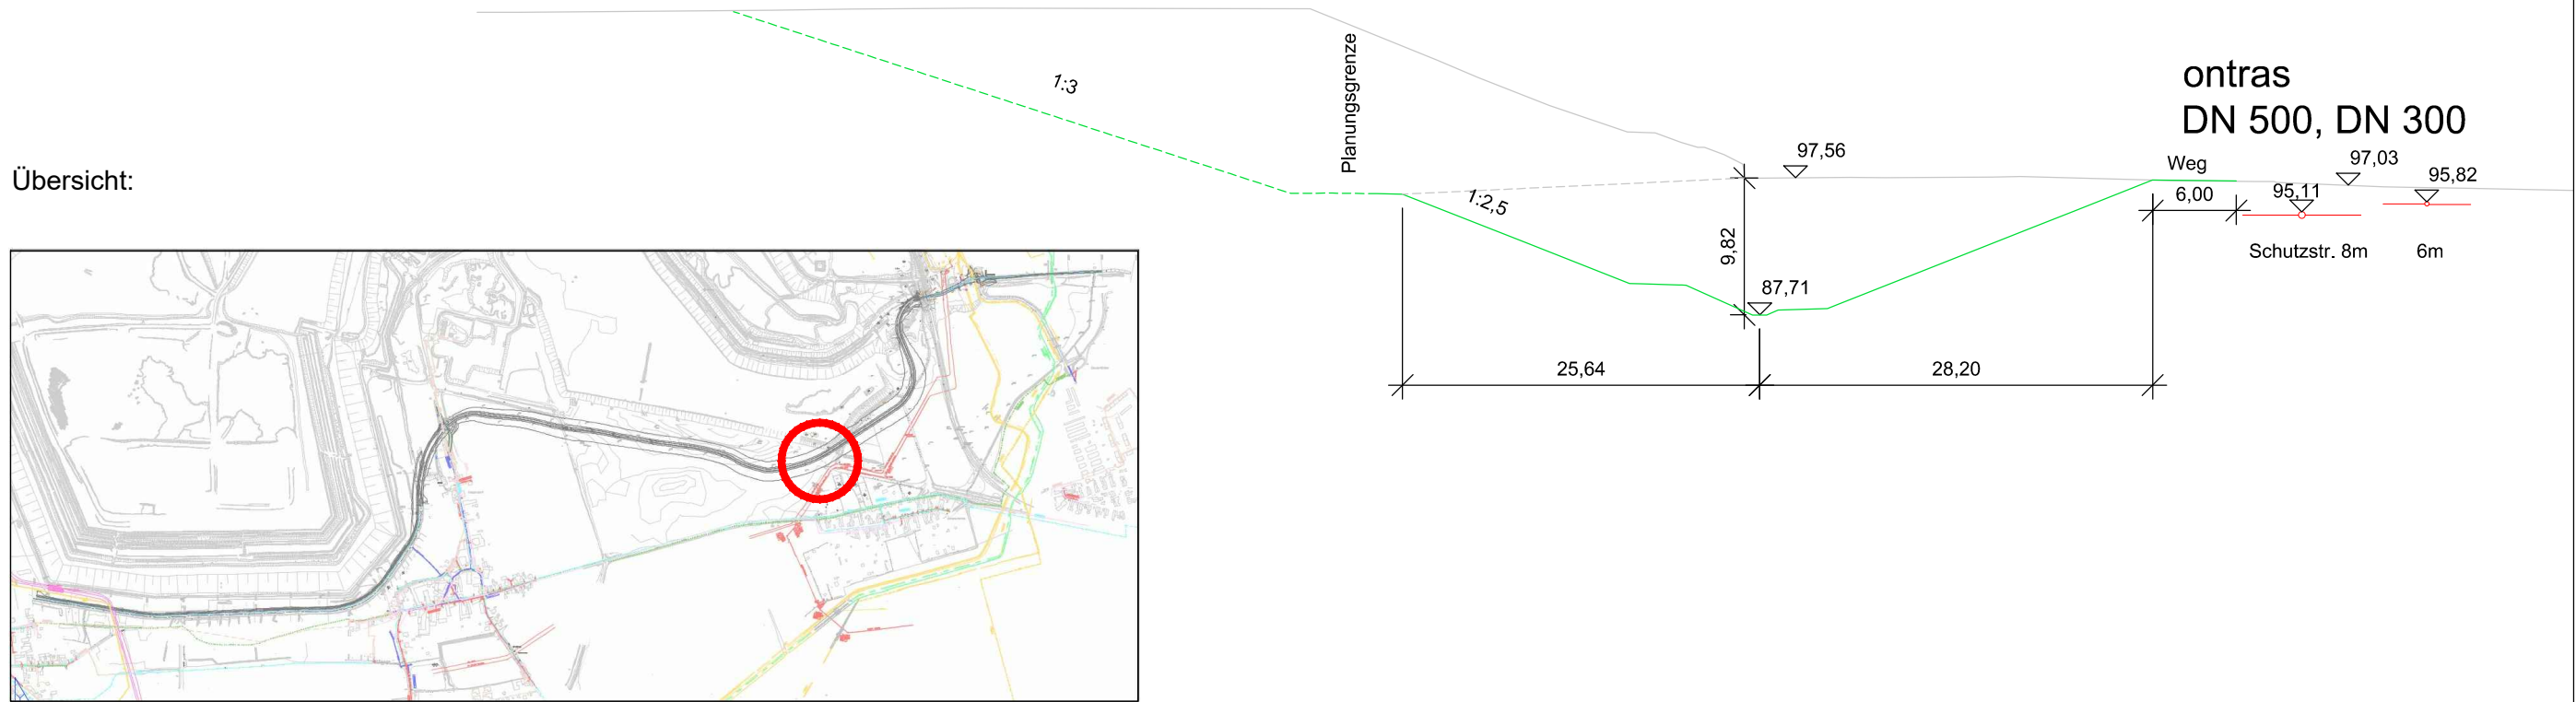 1:3
Planungsgrenze
ontras
DN 500, DN 300
97,56
Weg
97,03
95,82
6,00
95,11
Übersicht:
1:2,5
9,82
Schutzstr. 8m
6m
87,71
25,64
28,20